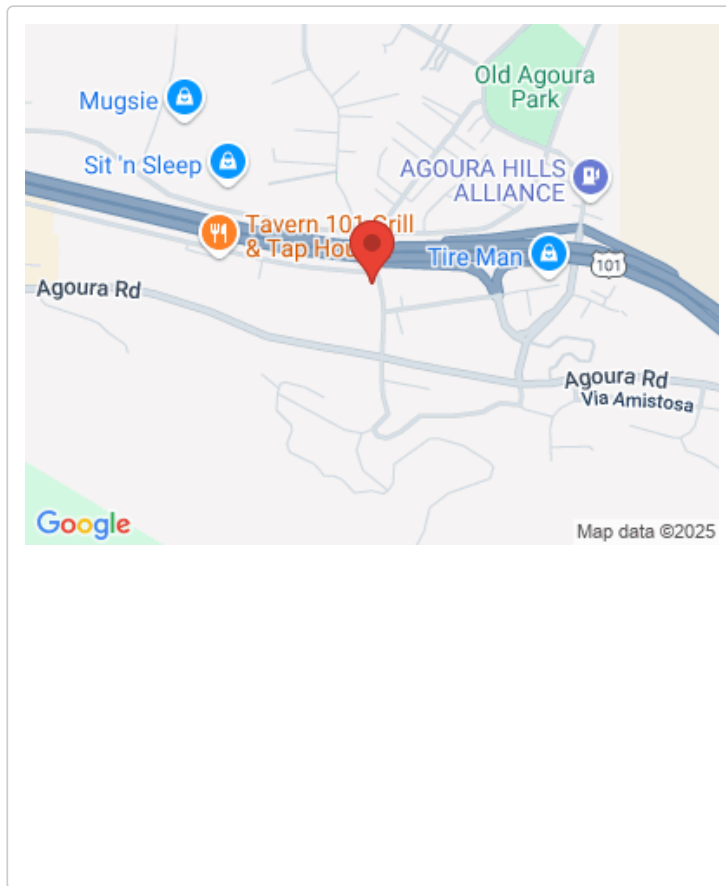 Old Agoura
Park
Mugsie
Sit 'n Sleep
AGOURA HILLS
ALLIANCE
Tavern 101 Grill
& Tap Hou
Tire Man
101
Agoura Rd
Agoura Rd
Via Amistosa
Google
Map data ©2025